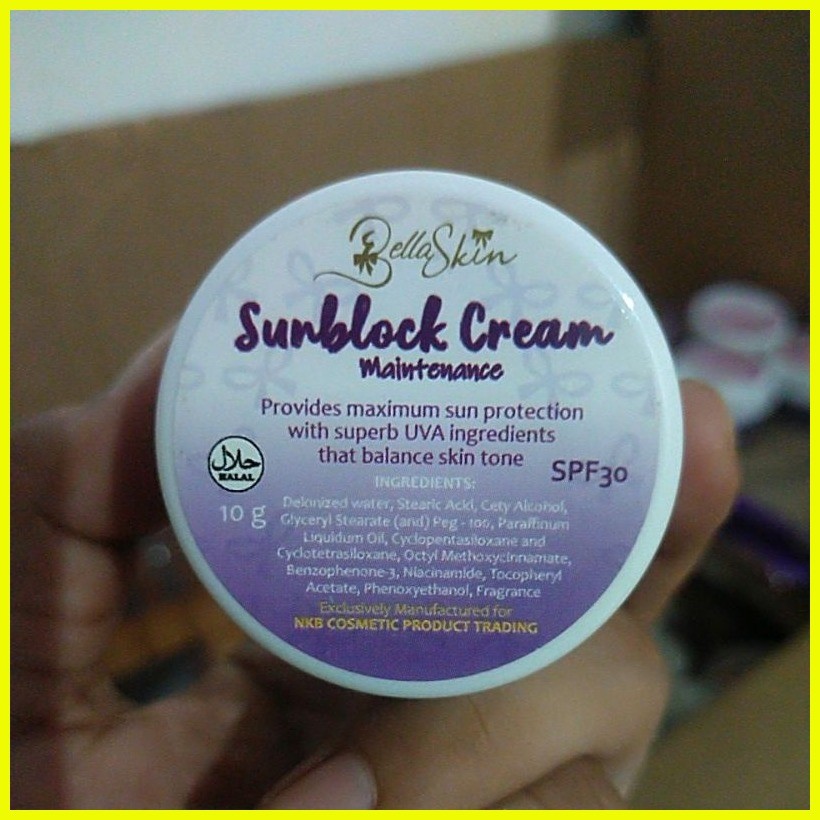 BellaSkin
Sunblock Cream
Maintenance
Provides maximum sun protection
with superb UVA ingredients
that balance skin tone
SPF30
حلال
HALAL
10 g
INGREDIENTS:
Deionized water, Stearic Acid, Cety Alcohol,
Glyceryl Stearate (and) Peg - 100, Paraffinum
Liquidum Oil, Cyclopentasiloxane and
Cyclotetrasiloxane, Octyl Methoxycinnamate,
Benzophenone-3, Niacinamide, Tocopheryl
Acetate, Phenoxyethanol, Fragrance
Exclusively Manufactured for
NKB COSMETIC PRODUCT TRADING